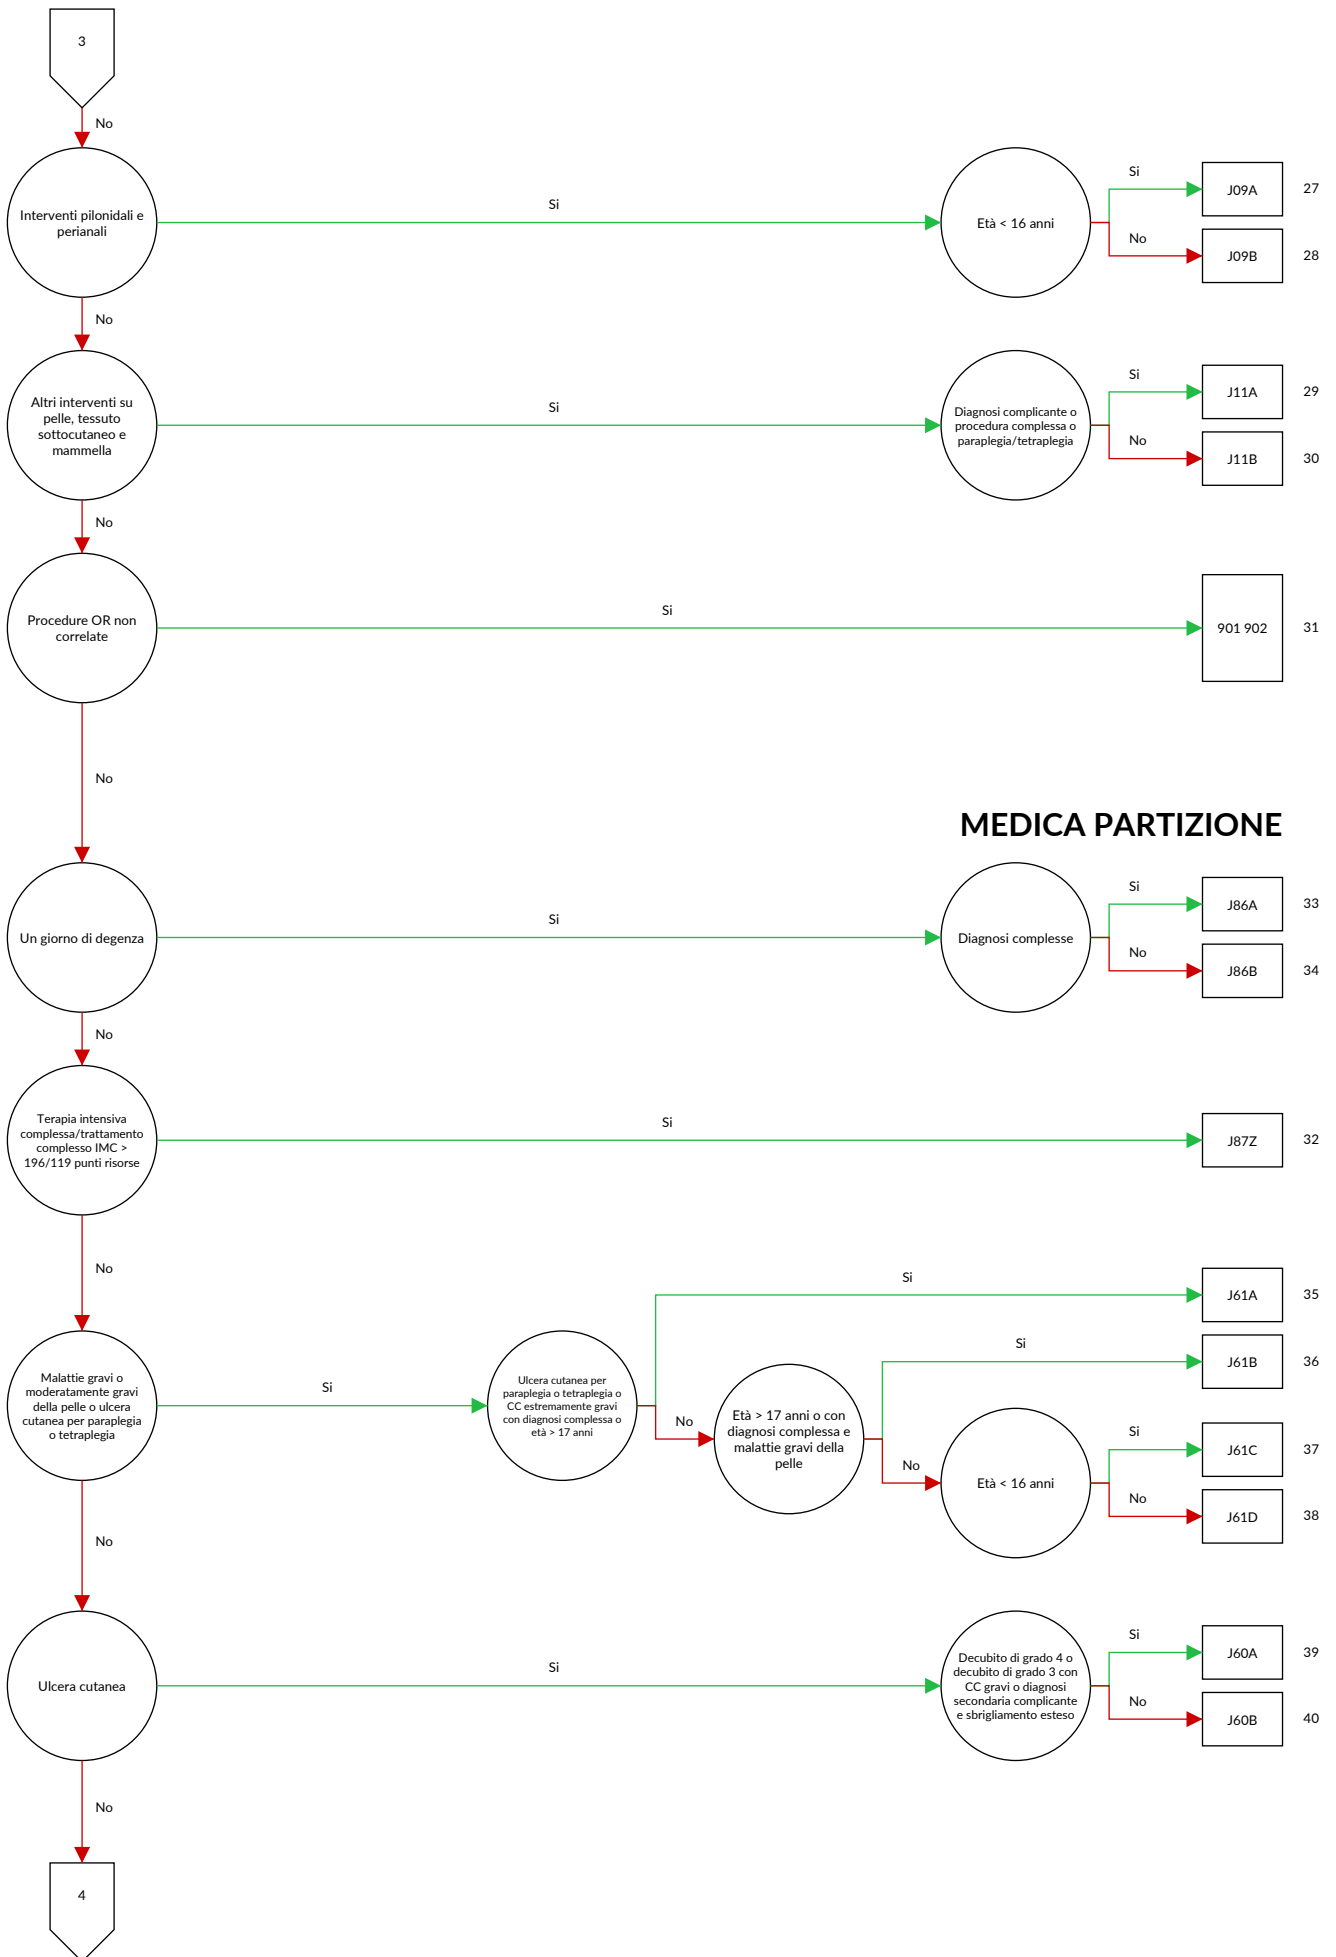 3
No
Interventi pilonidali e
perianali
Si
Età < 16 anni
Si
J09A
27
No
J09B
28
No
Altri interventi su
pelle, tessuto
sottocutaneo e
mammella
Si
Diagnosi complicante o
procedura complessa o
paraplegia/tetraplegia
Si
J11A
29
No
J11B
30
No
Procedure OR non
correlate
Si
901 902
31
No
MEDICA PARTIZIONE
Un giorno di degenza
Si
Diagnosi complesse
Si
J86A
33
No
J86B
34
No
Terapia intensiva
complessa/trattamento
complesso IMC >
196/119 punti risorse
Si
J87Z
32
No
Malattie gravi o
moderatamente gravi
della pelle o ulcera
cutanea per paraplegia
o tetraplegia
Si
Ulcera cutanea per
paraplegia o tetraplegia o
CC estremamente gravi
con diagnosi complessa o
età > 17 anni
Si
J61A
35
No
Età > 17 anni o con
diagnosi complessa e
malattie gravi della
pelle
Si
J61B
36
No
Età < 16 anni
Si
J61C
37
No
J61D
38
No
Ulcera cutanea
Si
Decubito di grado 4 o
decubito di grado 3 con
CC gravi o diagnosi
secondaria complicante
e sbrigliamento esteso
Si
J60A
39
No
J60B
40
No
4